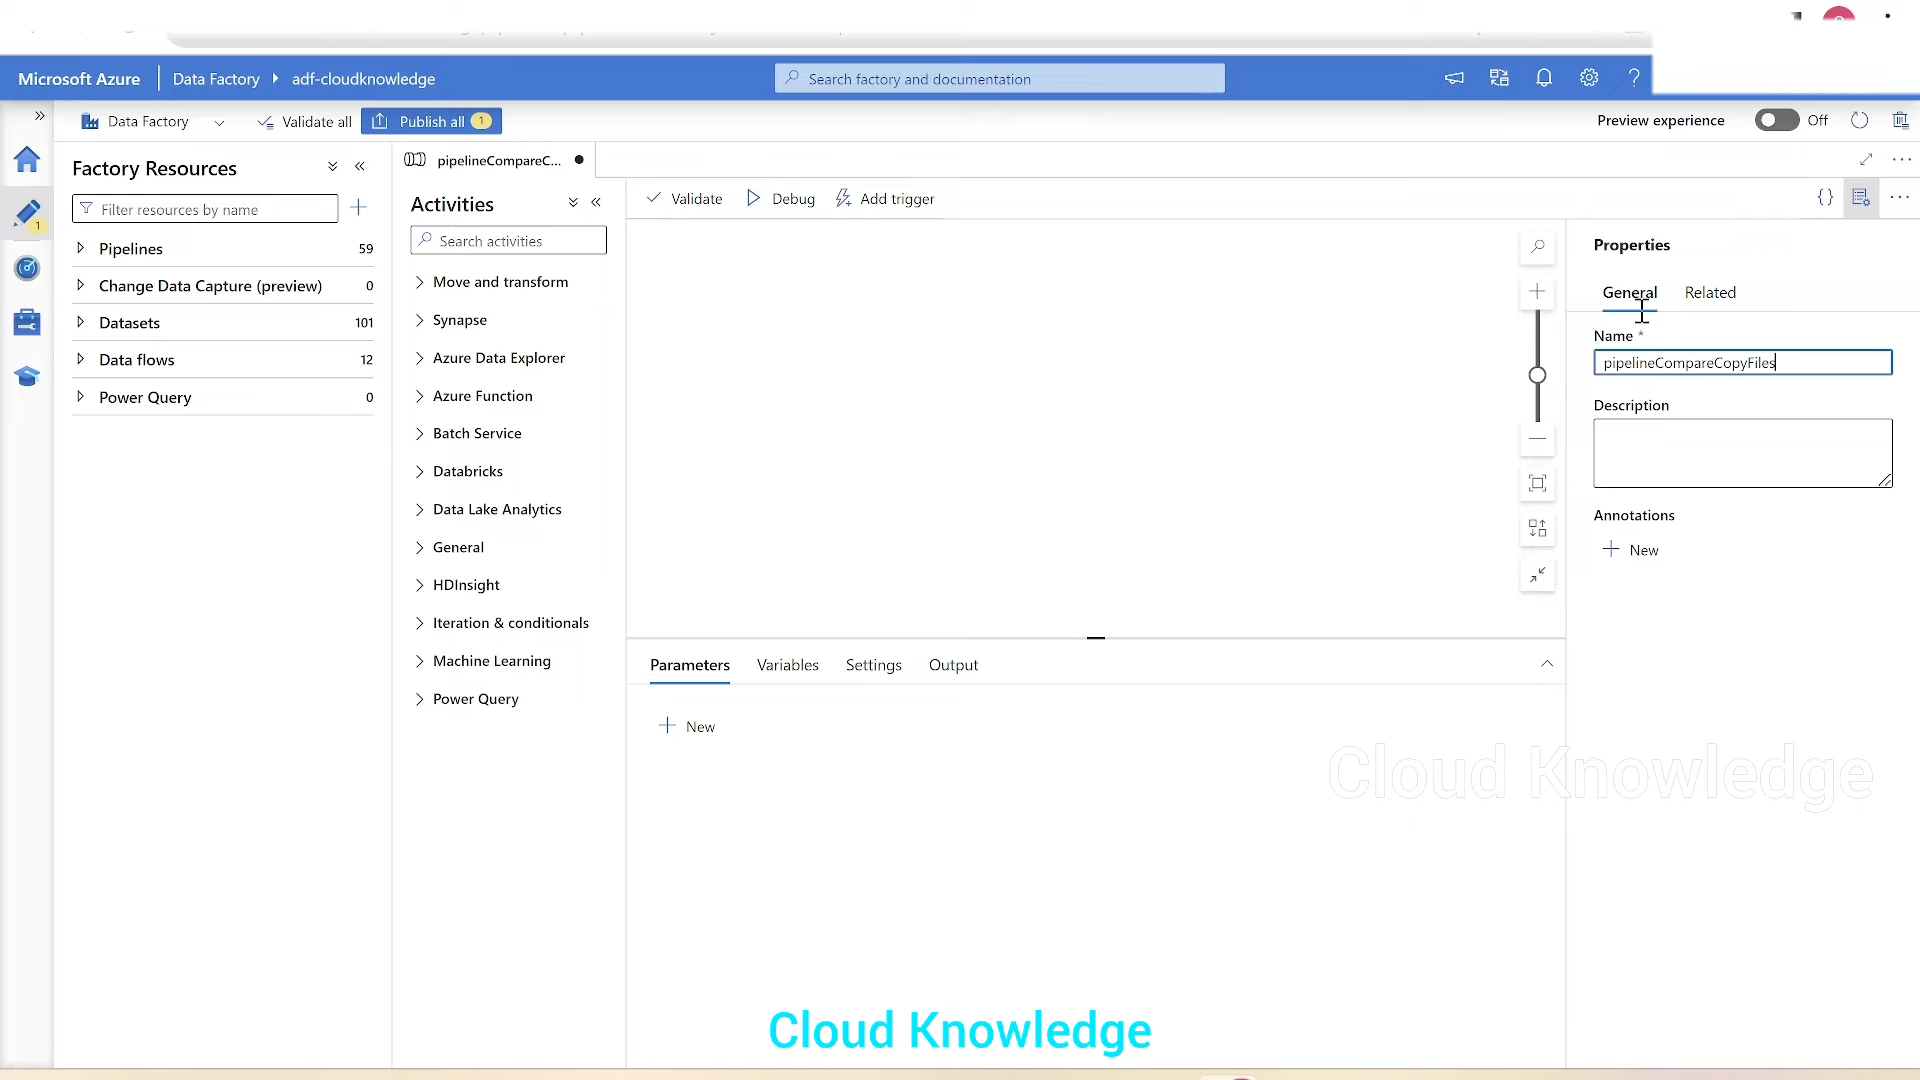 Microsoft Azure
Data Factory
adf-cloudknowledge
Search factory and documentation
Data Factory
Validate all
Publish all 1
Preview experience
Off
1
Factory Resources
Filter resources by name
Pipelines 59
Change Data Capture (preview) 0
Datasets 101
Data flows 12
Power Query 0
pipelineCompareC...
Activities
Search activities
Move and transform
Synapse
Azure Data Explorer
Azure Function
Batch Service
Databricks
Data Lake Analytics
General
HDInsight
Iteration & conditionals
Machine Learning
Power Query
Validate
Debug
Add trigger
Parameters
Variables
Settings
Output
New
Properties
General
Related
Name *
pipelineCompareCopyFiles
Description
Annotations
New
Cloud Knowledge
Cloud Knowledge